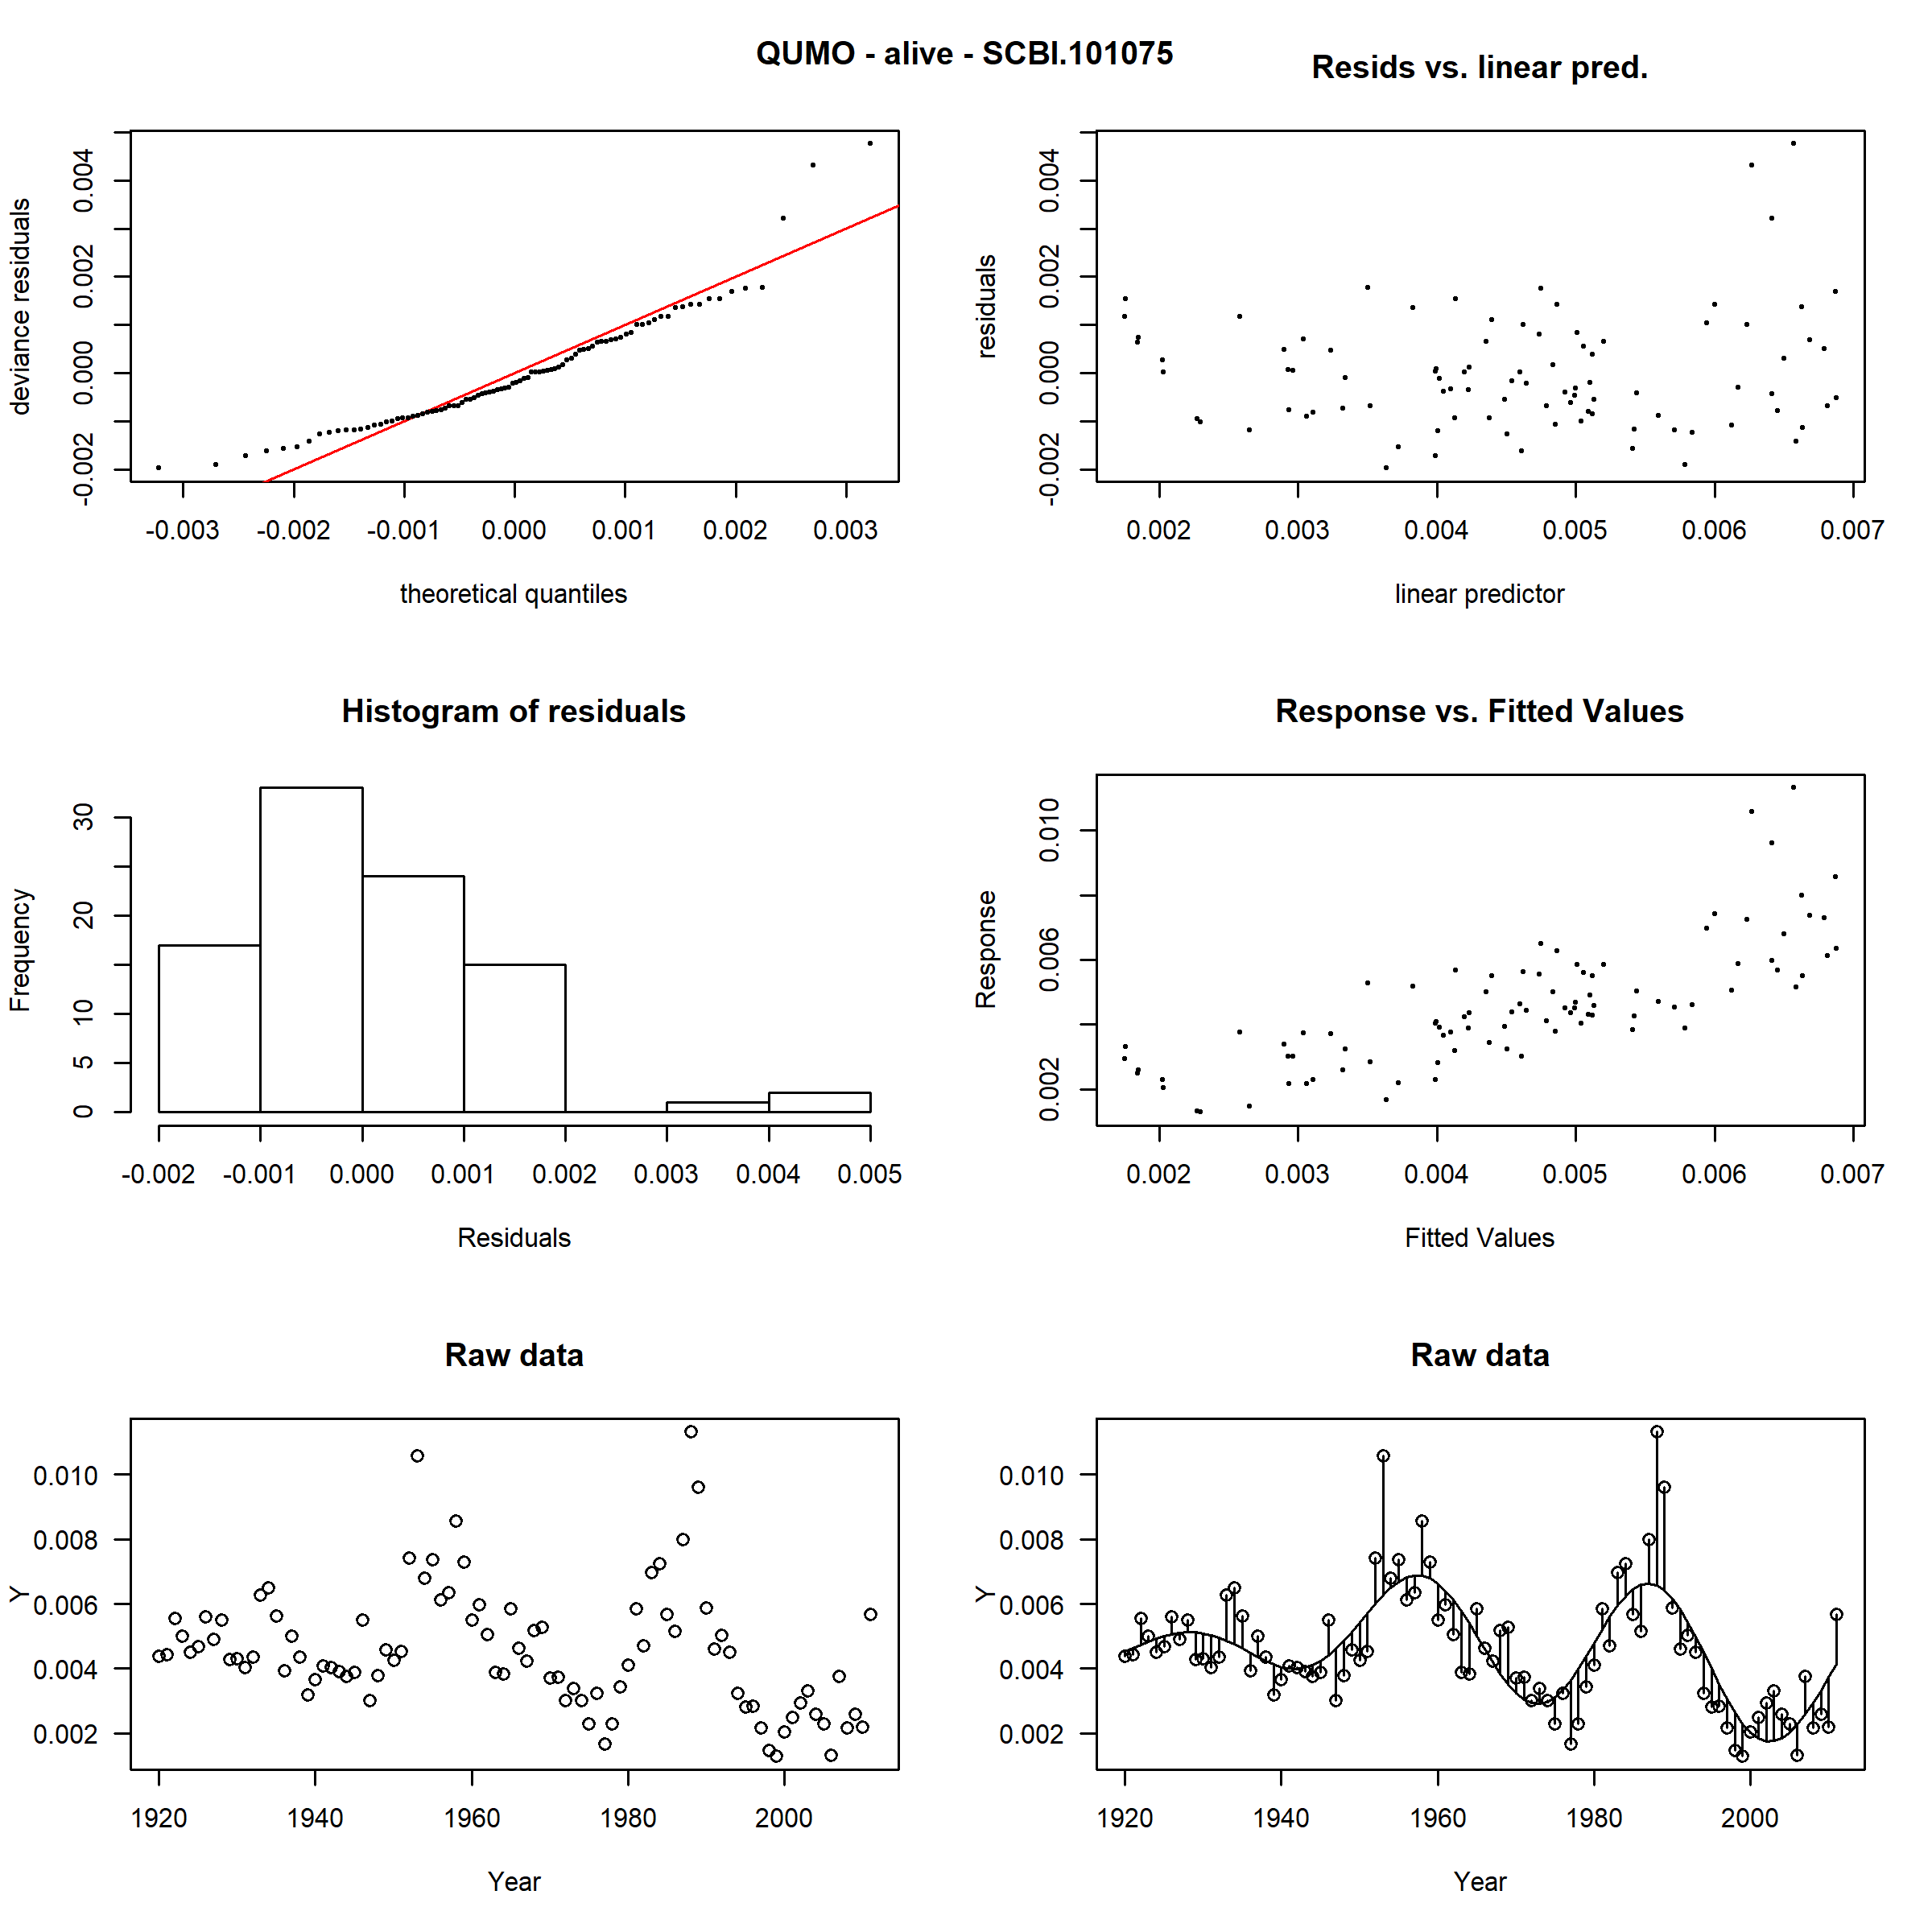 QUMO - alive - SCBI.101075
Resids vs. linear pred.
deviance residuals
-0.002 0.000 0.002 0.004
-0.003 -0.002 -0.001 0.000 0.001 0.002 0.003
theoretical quantiles
residuals
-0.002 0.000 0.002 0.004
0.002 0.003 0.004 0.005 0.006 0.007
linear predictor
Histogram of residuals
Frequency
0 5 10 20 30
-0.002 -0.001 0.000 0.001 0.002 0.003 0.004 0.005
Residuals
Response vs. Fitted Values
Response
0.002 0.006 0.010
0.002 0.003 0.004 0.005 0.006 0.007
Fitted Values
Raw data
Y
0.010
0.008
0.006
0.004
0.002
1920 1940 1960 1980 2000
Year
Raw data
Y
0.010
0.008
0.006
0.004
0.002
1920 1940 1960 1980 2000
Year